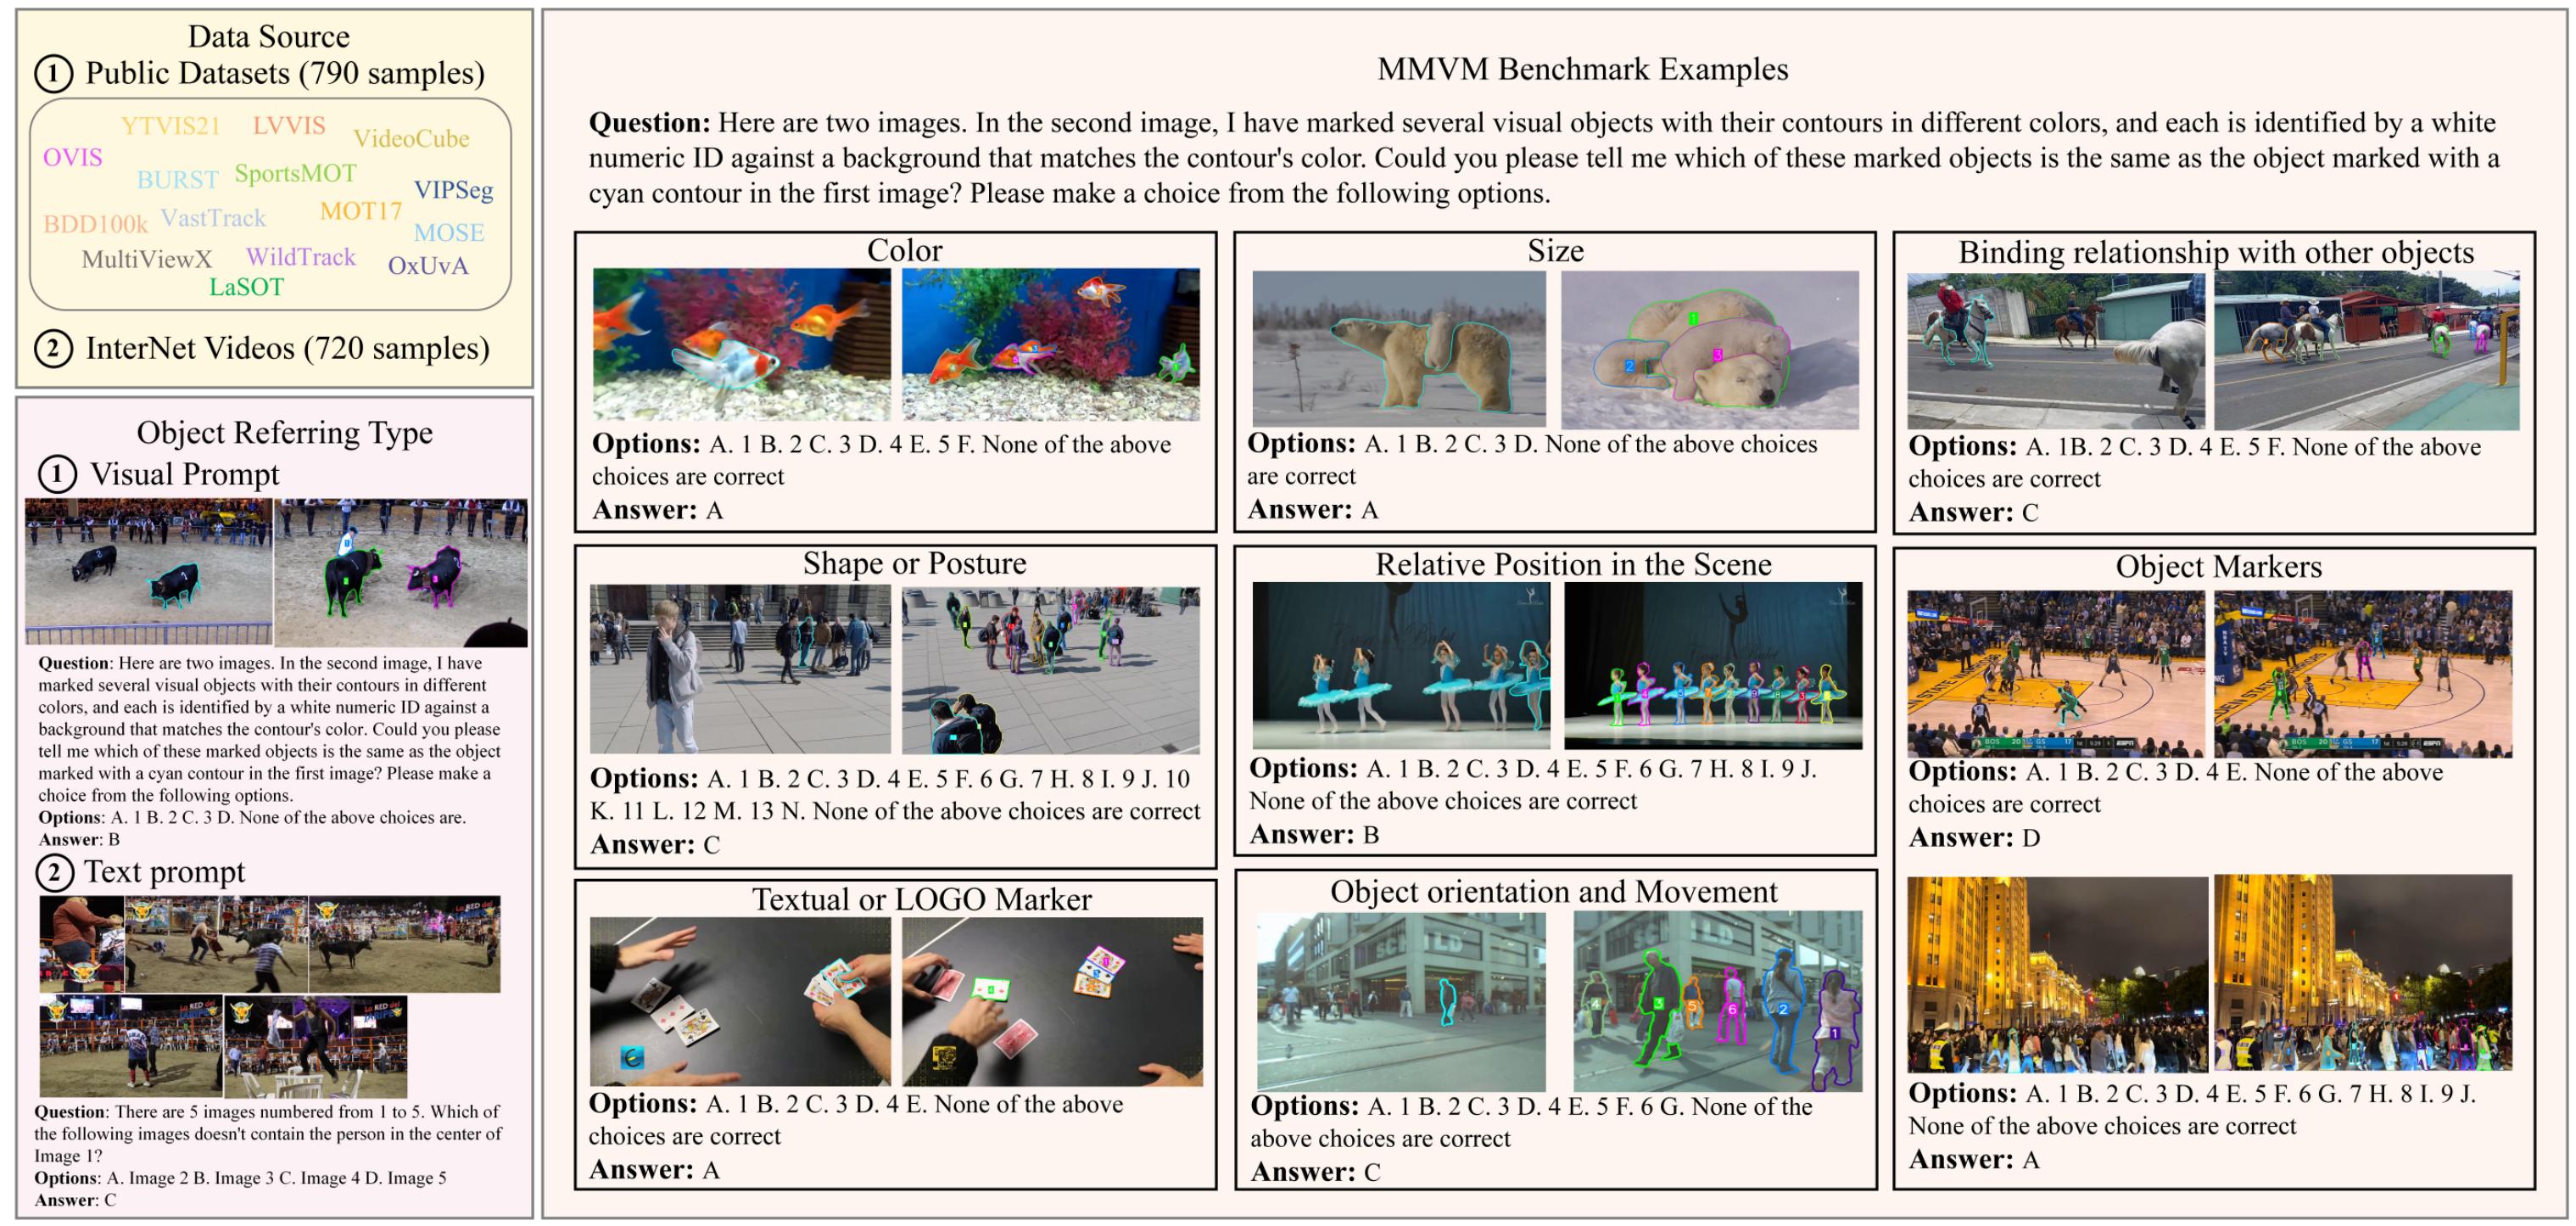 Data Source
1 Public Datasets (790 samples)
YTVIS21 LVVIS VideoCube
OVIS
BURST SportsMOT VIPSeg
BDD100k VastTrack MOT17 MOSE
MultiViewX WildTrack OxUvA
LaSOT
2 InterNet Videos (720 samples)
Object Referring Type
1 Visual Prompt
Question: Here are two images. In the second image, I have
marked several visual objects with their contours in different
colors, and each is identified by a white numeric ID against a
background that matches the contour's color. Could you please
tell me which of these marked objects is the same as the object
marked with a cyan contour in the first image? Please make a
choice from the following options.
Options: A. 1 B. 2 C. 3 D. None of the above choices are.
Answer: B
2 Text prompt
Question: There are 5 images numbered from 1 to 5. Which of
the following images doesn't contain the person in the center of
Image 1?
Options: A. Image 2 B. Image 3 C. Image 4 D. Image 5
Answer: C
MMVM Benchmark Examples
Question: Here are two images. In the second image, I have marked several visual objects with their contours in different colors, and each is identified by a white
numeric ID against a background that matches the contour's color. Could you please tell me which of these marked objects is the same as the object marked with a
cyan contour in the first image? Please make a choice from the following options.
Color
Options: A. 1 B. 2 C. 3 D. 4 E. 5 F. None of the above
choices are correct
Answer: A
Size
1
2
3
Options: A. 1 B. 2 C. 3 D. None of the above choices
are correct
Answer: A
Binding relationship with other objects
Options: A. 1B. 2 C. 3 D. 4 E. 5 F. None of the above
choices are correct
Answer: C
Shape or Posture
Options: A. 1 B. 2 C. 3 D. 4 E. 5 F. 6 G. 7 H. 8 I. 9 J. 10
K. 11 L. 12 M. 13 N. None of the above choices are correct
Answer: C
Relative Position in the Scene
Options: A. 1 B. 2 C. 3 D. 4 E. 5 F. 6 G. 7 H. 8 I. 9 J.
None of the above choices are correct
Answer: B
Object Markers
Options: A. 1 B. 2 C. 3 D. 4 E. None of the above
choices are correct
Answer: D
Textual or LOGO Marker
Options: A. 1 B. 2 C. 3 D. 4 E. None of the above
choices are correct
Answer: A
Object orientation and Movement
4 3 5 6 2 1
Options: A. 1 B. 2 C. 3 D. 4 E. 5 F. 6 G. None of the
above choices are correct
Answer: C
Options: A. 1 B. 2 C. 3 D. 4 E. 5 F. 6 G. 7 H. 8 I. 9 J.
None of the above choices are correct
Answer: A